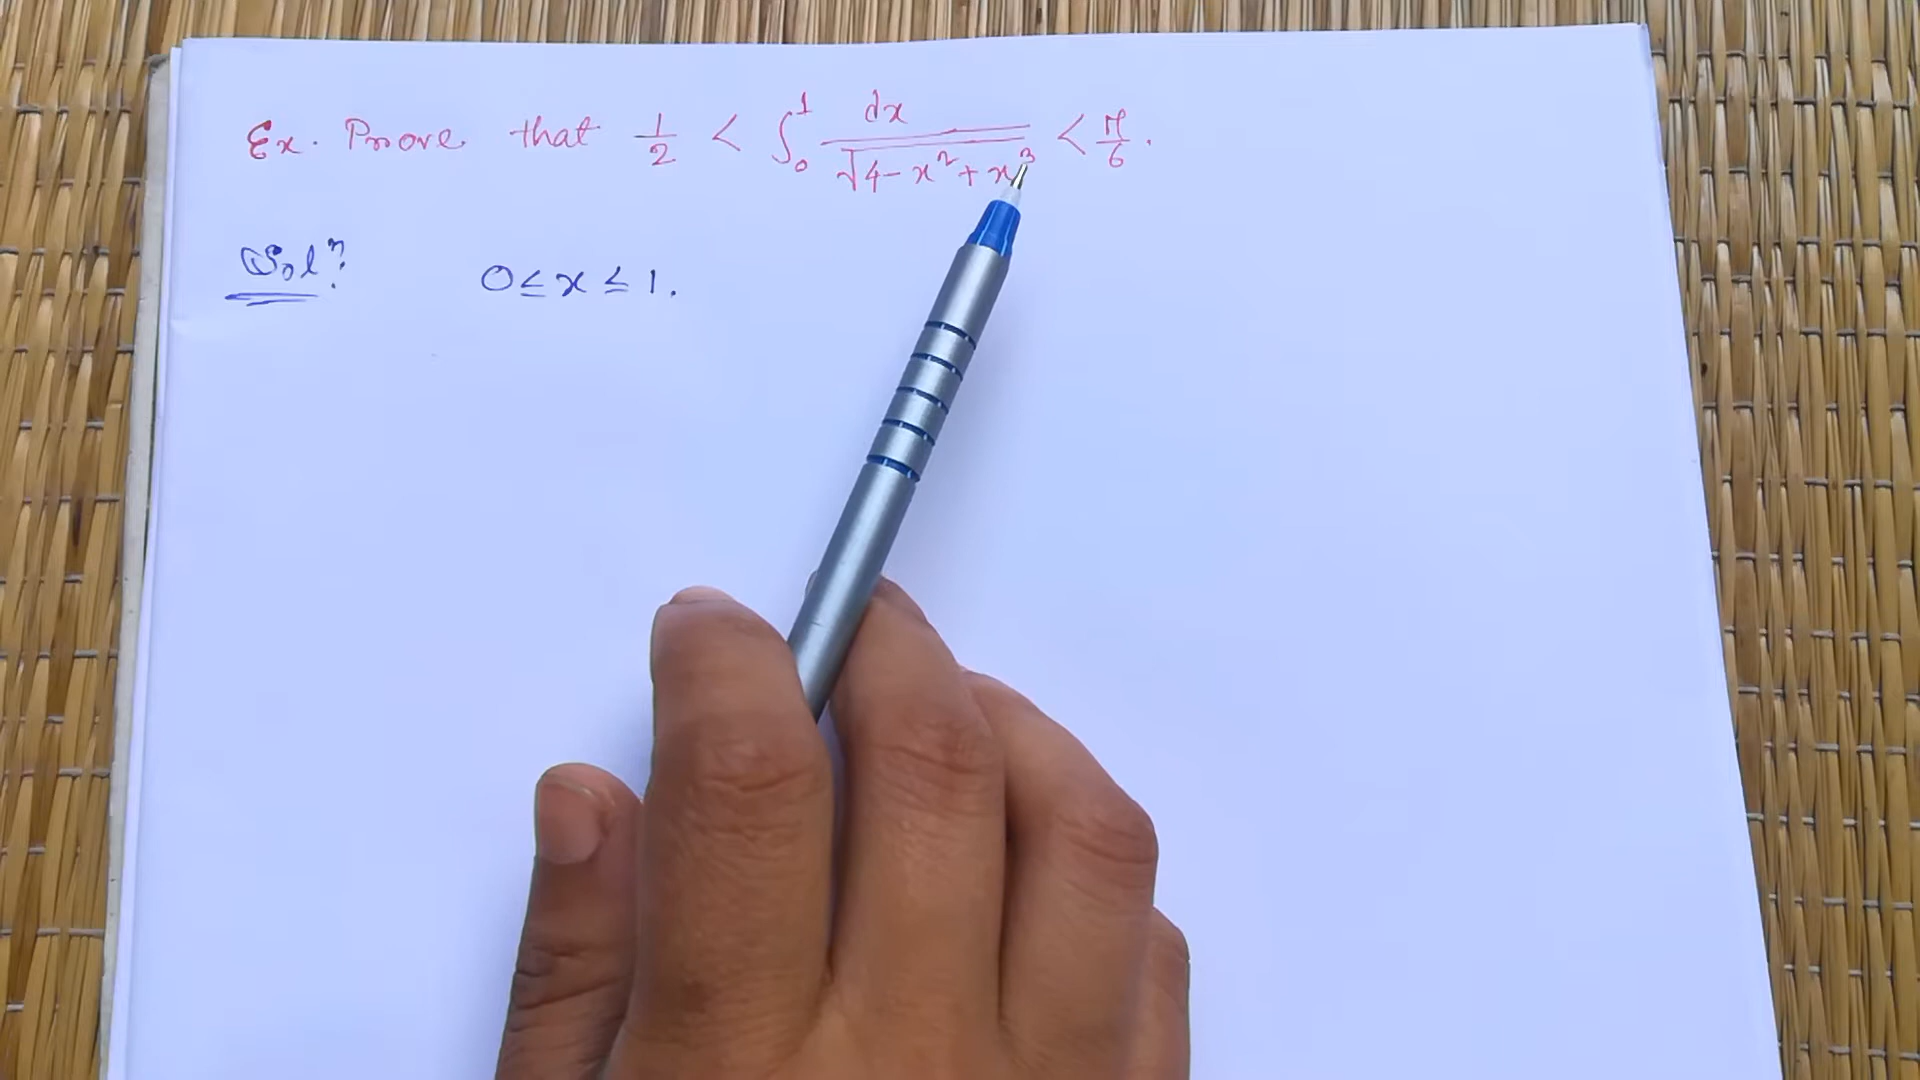 Ex. Prove that 1/2 < ∫₀¹ dx/√(4-x²+x³) < π/6.
Solⁿ: 0≤x≤1.